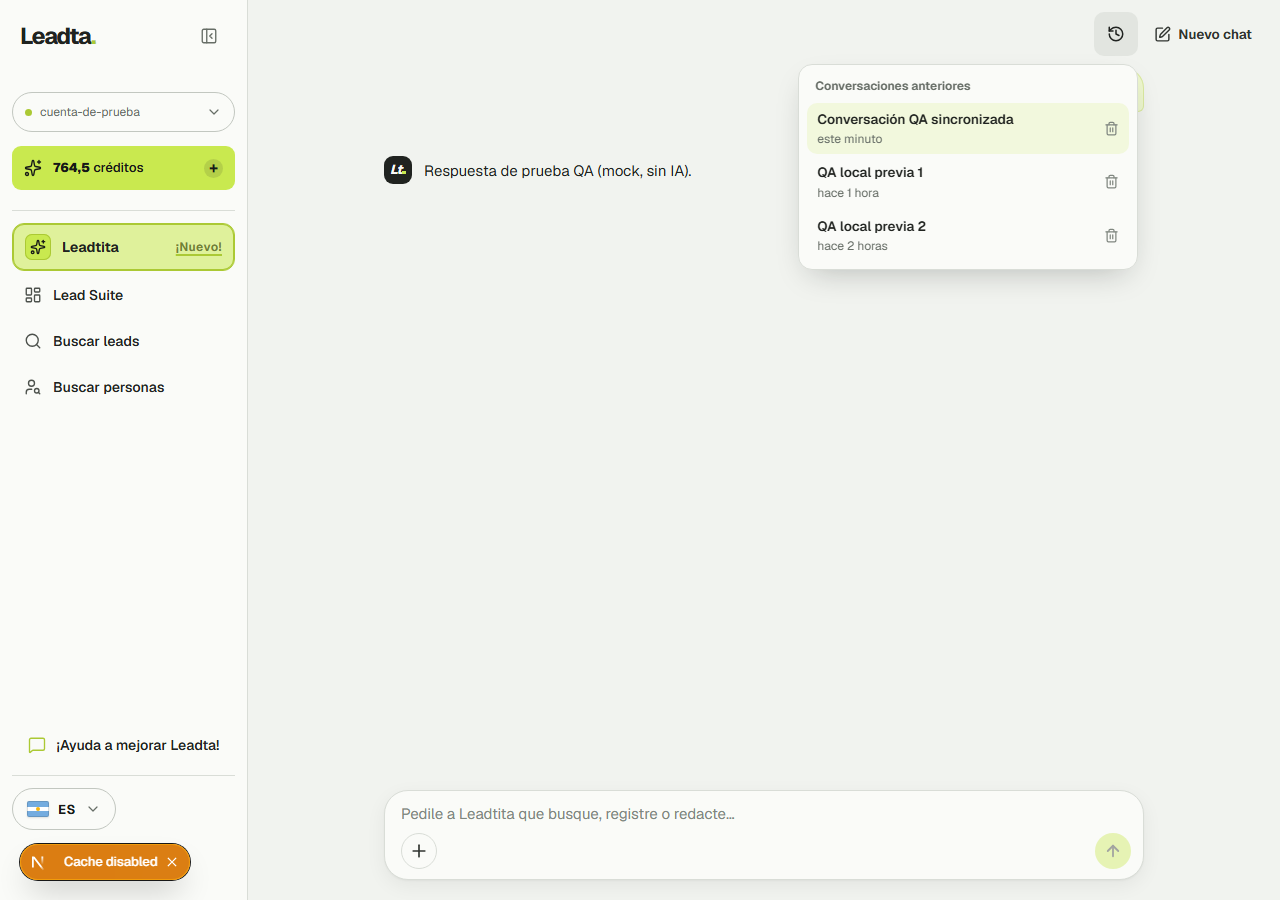 Leadta.
cuenta-de-prueba
764,5 créditos
Leadtita
¡Nuevo!
Lead Suite
Buscar leads
Buscar personas
¡Ayuda a mejorar Leadta!
ES
N
Cache disabled
Nuevo chat
Conversaciones anteriores
Conversación QA sincronizada
este minuto
QA local previa 1
hace 1 hora
QA local previa 2
hace 2 horas
Lt.
Respuesta de prueba QA (mock, sin IA).
Pedile a Leadtita que busque, registre o redacte…